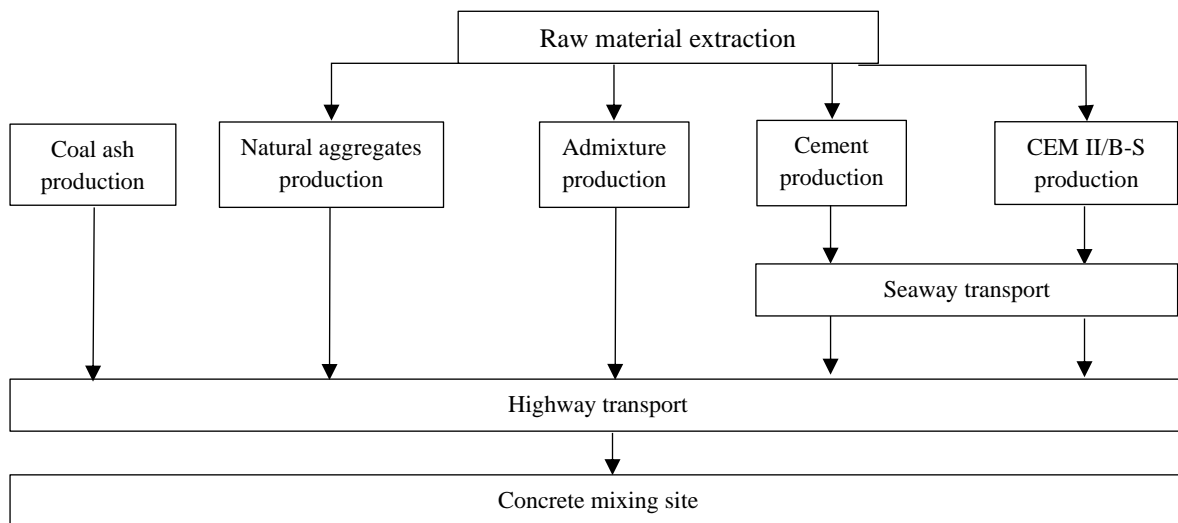 Raw material extraction
Coal ash
production
Natural aggregates
production
Admixture
production
Cement
production
CEM II/B-S
production
Seaway transport
Highway transport
Concrete mixing site